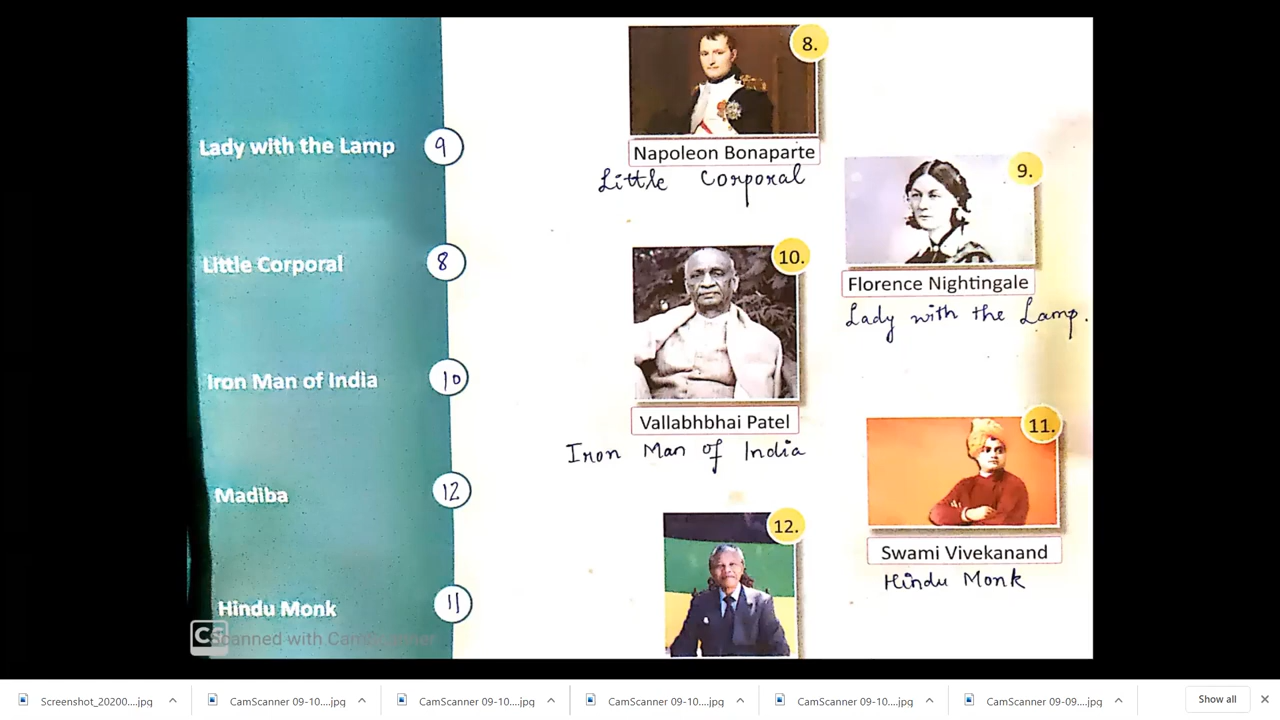 8.
Napoleon Bonaparte
Little Corporal
Lady with the Lamp 9
9.
Florence Nightingale
Lady with the Lamp.
Little Corporal 8
10.
Vallabhbhai Patel
Iron Man of India
Iron Man of India 10
11.
Swami Vivekanand
Hindu Monk
Madiba 12
12.
Hindu Monk 11
CS Scanned with CamScanner
Screenshot_20200....jpg
CamScanner 09-10....jpg
CamScanner 09-10....jpg
CamScanner 09-10....jpg
CamScanner 09-10....jpg
CamScanner 09-09....jpg
Show all